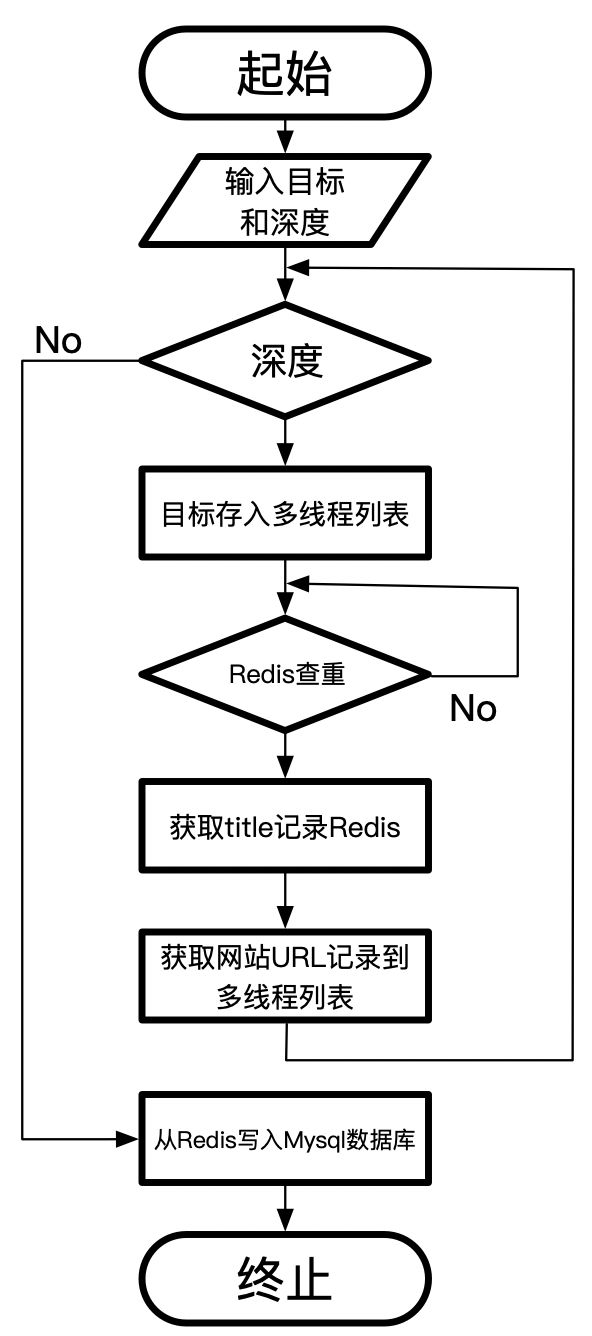 起始
输入目标
和深度
No
深度
目标存入多线程列表
Redis查重
No
获取title记录Redis
获取网站URL记录到
多线程列表
从Redis写入Mysql数据库
终止